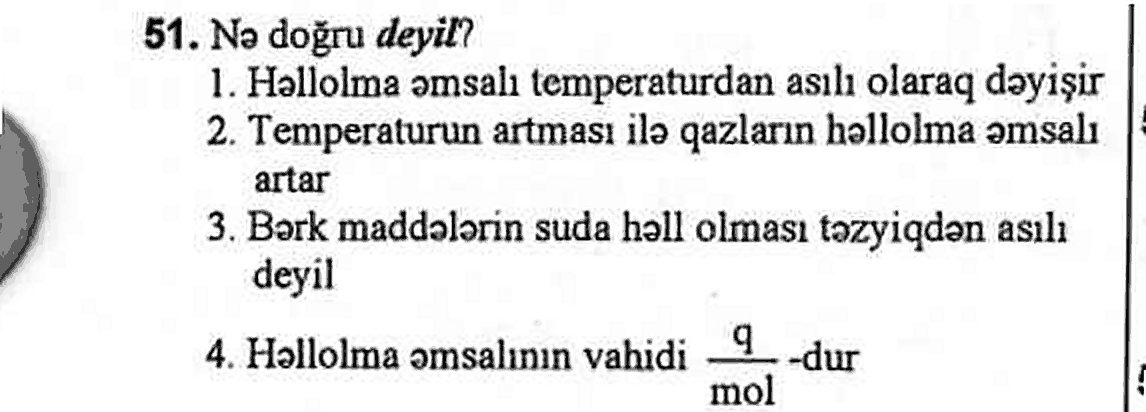 51. Nə doğru deyil?
1. Həllolma əmsalı temperaturdan asılı olaraq dəyişir
2. Temperaturun artması ilə qazların həllolma əmsalı
artar
3. Bərk maddələrin suda həll olması təzyiqdən asılı
deyil
4. Həllolma əmsalının vahidi q/mol -dur